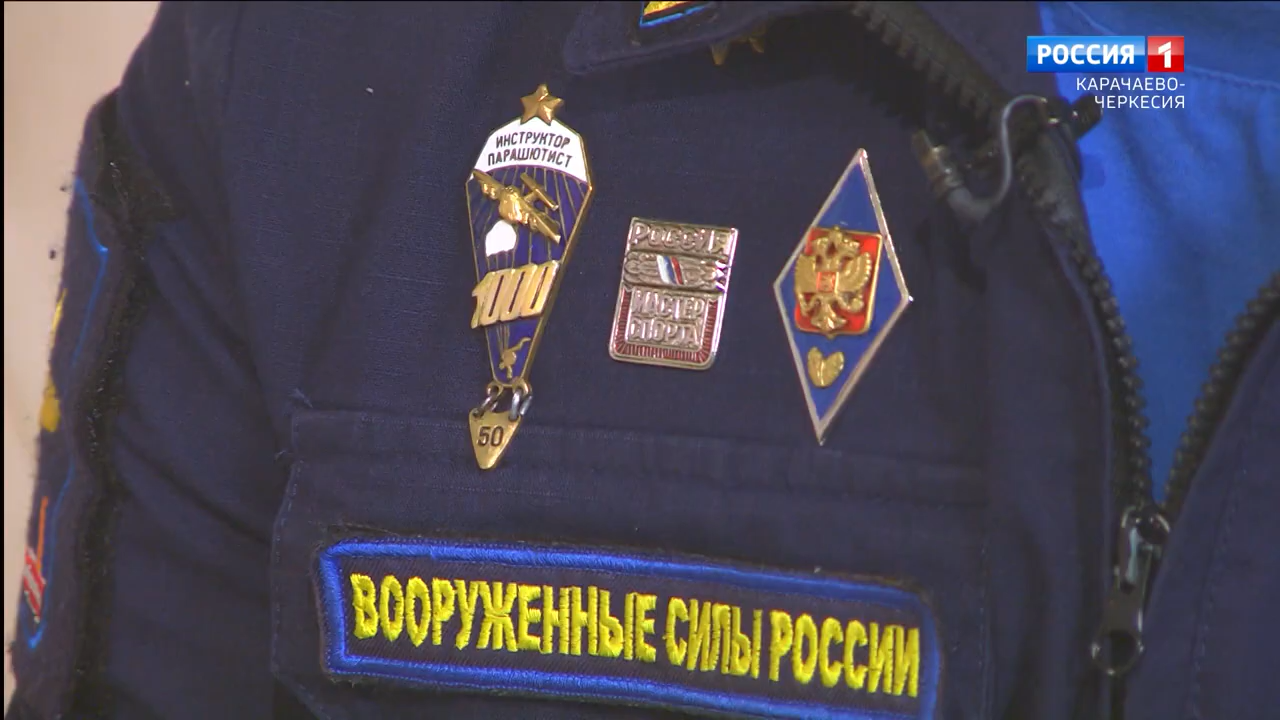 РОССИЯ 1
КАРАЧАЕВО-
ЧЕРКЕСИЯ
ИНСТРУКТОР
ПАРАШЮТИСТ
1000
50
РОССИЯ
МАСТЕР
СПОРТА
ВООРУЖЕННЫЕ СИЛЫ РОССИИ